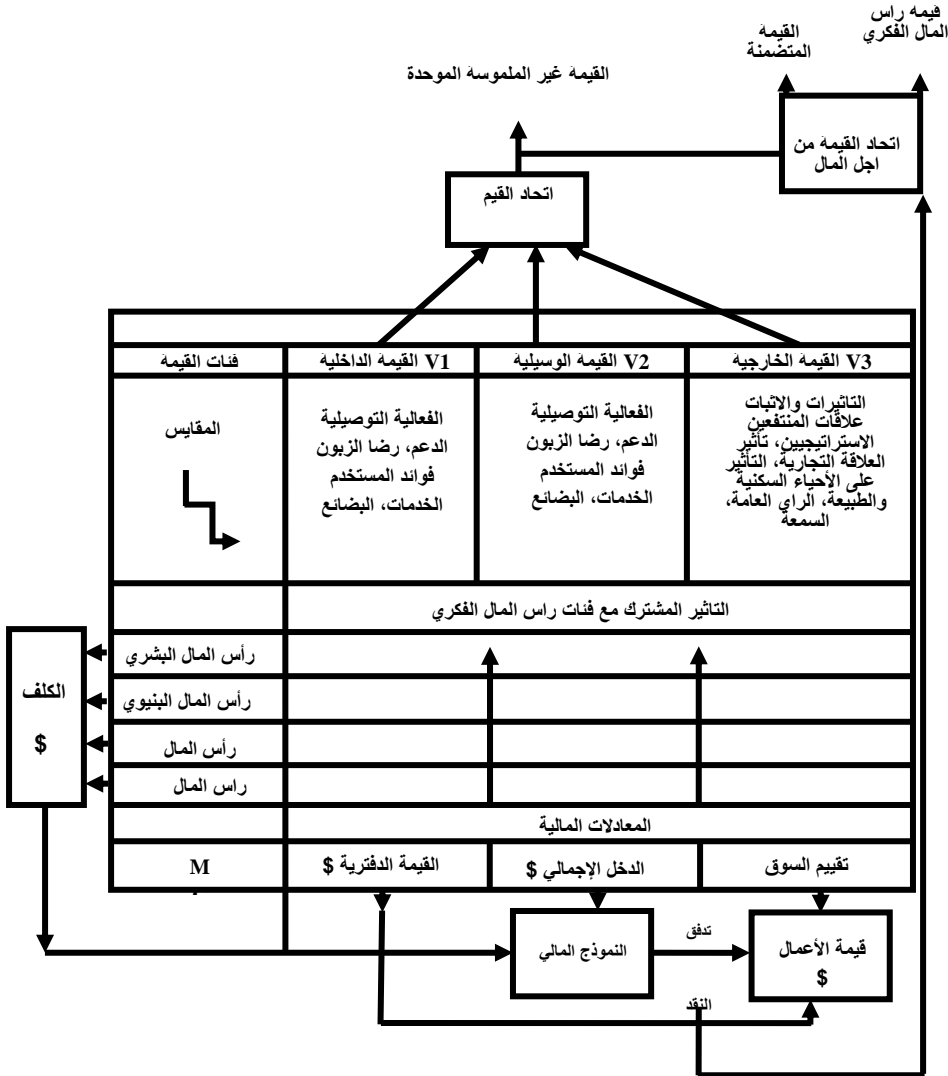 قيمه راس
المال الفكري
القيمة
المتضمنة
القيمة غير الملموسة الموحدة
اتحاد القيمة من
اجل المال
اتحاد القيم
فئات القيمة
V1 القيمة الداخلية
V2 القيمة الوسيلية
V3 القيمة الخارجية
المقايس
الفعالية التوصيلية
الدعم، رضا الزبون
فوائد المستخدم
الخدمات، البضائع
الفعالية التوصيلية
الدعم، رضا الزبون
فوائد المستخدم
الخدمات، البضائع
التاثيرات والاثبات
علاقات المنتفعين
الاستراتيجيين، تأثير
العلاقة التجارية، التأثير
على الأحياء السكنية
والطبيعة، الراي العامة،
السمعة
التاثير المشترك مع فئات راس المال الفكري
رأس المال البشري
رأس المال البنيوي
رأس المال
راس المال
الكلف
$
المعادلات المالية
M
القيمة الدفترية $
الدخل الإجمالي $
تقييم السوق
النموذج المالي
تدفق
النقد
قيمة الأعمال
$